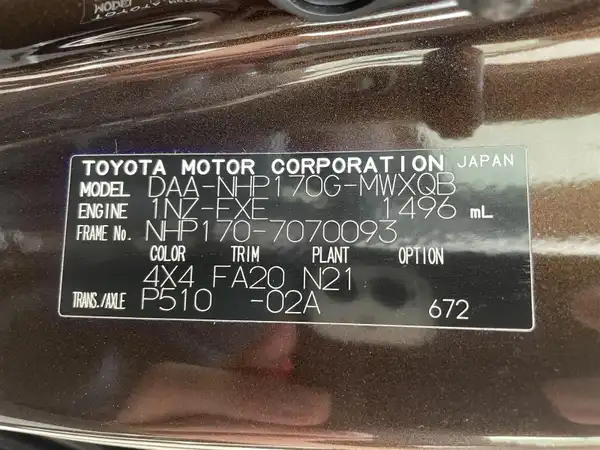 TOYOTA MOTOR CORPORATION JAPAN
MODEL DAA-NHP170G-MWXQB
ENGINE 1NZ-EXE 1496 mL
FRAME No. NHP170-7070093
COLOR TRIM PLANT OPTION
4X4 FA20 N21
TRANS./AXLE P510 -02A 672